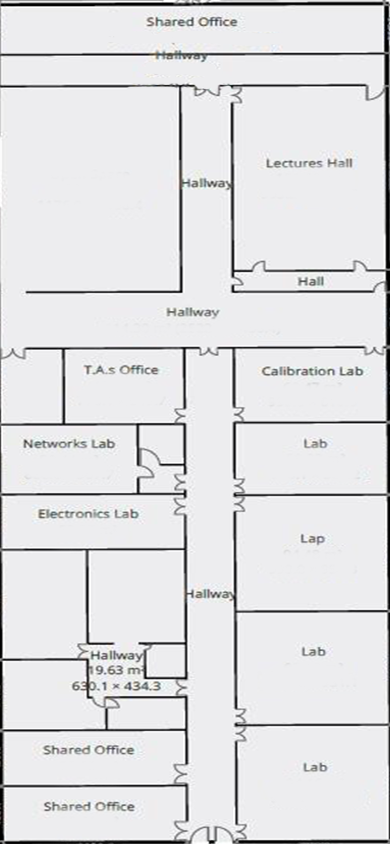 Shared Office
Hallway
Hallway
Lectures Hall
Hall
Hallway
T.A.s Office
Calibration Lab
Networks Lab
Lab
Electronics Lab
Lap
Hallway
Hallway
19.63 m²
630.1 × 434.3
Lab
Shared Office
Lab
Shared Office